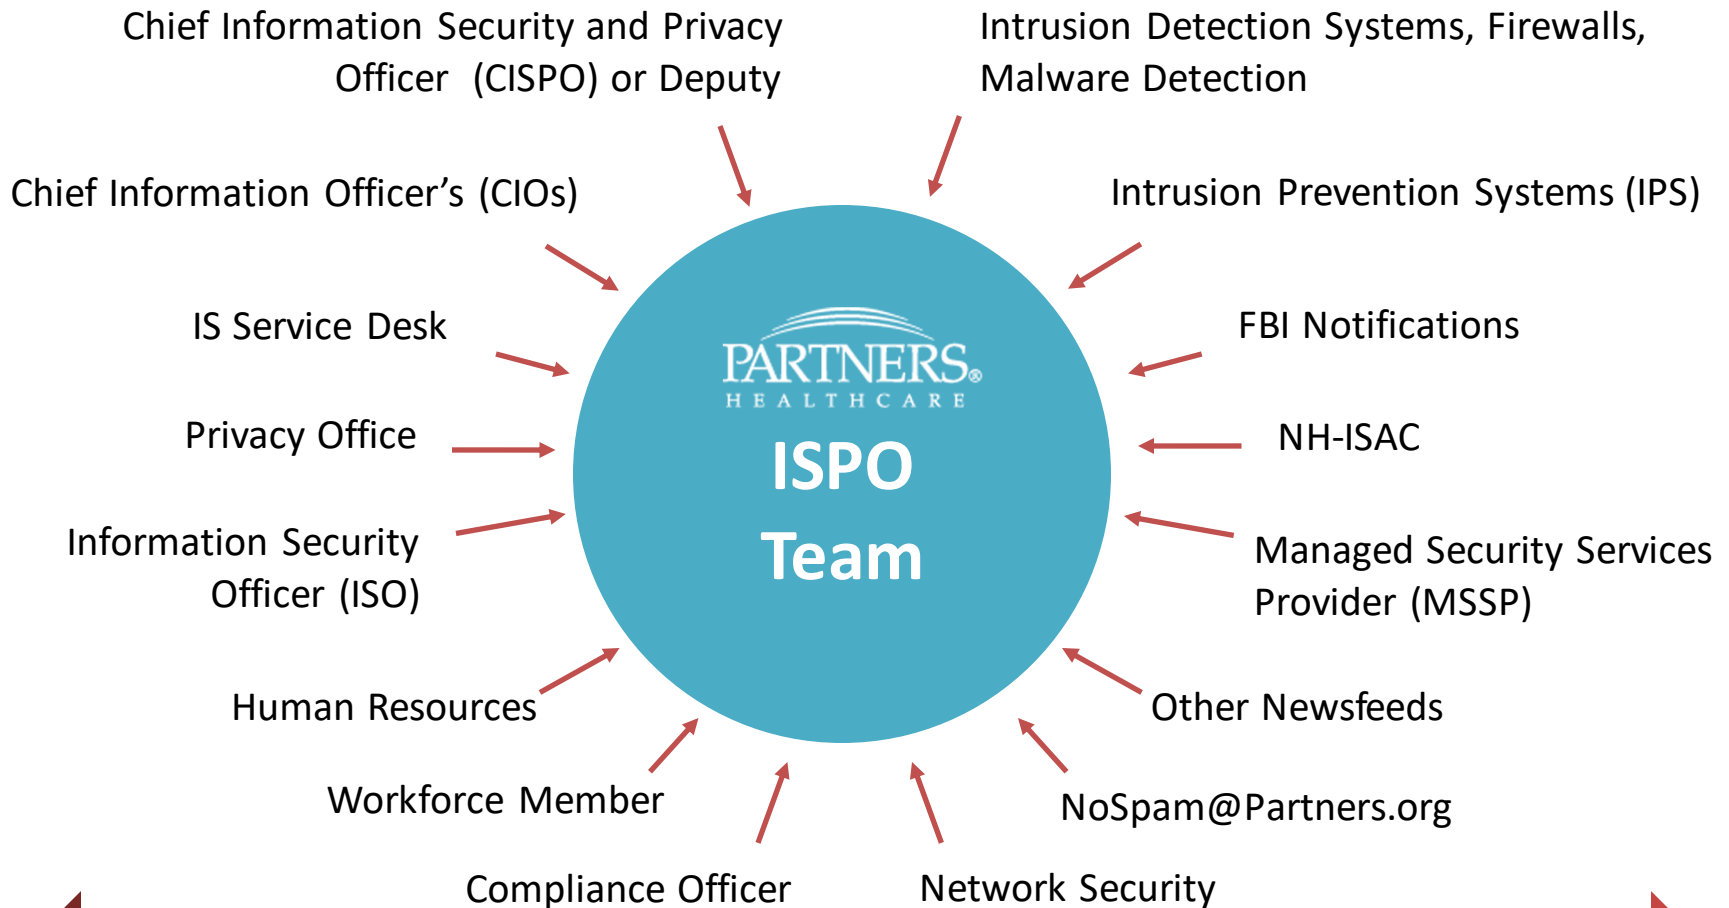 Chief Information Security and Privacy
Officer (CISPO) or Deputy
Intrusion Detection Systems, Firewalls,
Malware Detection
Chief Information Officer’s (CIOs)
Intrusion Prevention Systems (IPS)
IS Service Desk
FBI Notifications
PARTNERS®
HEALTHCARE
Privacy Office
NH-ISAC
ISPO
Team
Information Security
Officer (ISO)
Managed Security Services
Provider (MSSP)
Human Resources
Other Newsfeeds
Workforce Member
NoSpam@Partners.org
Compliance Officer
Network Security